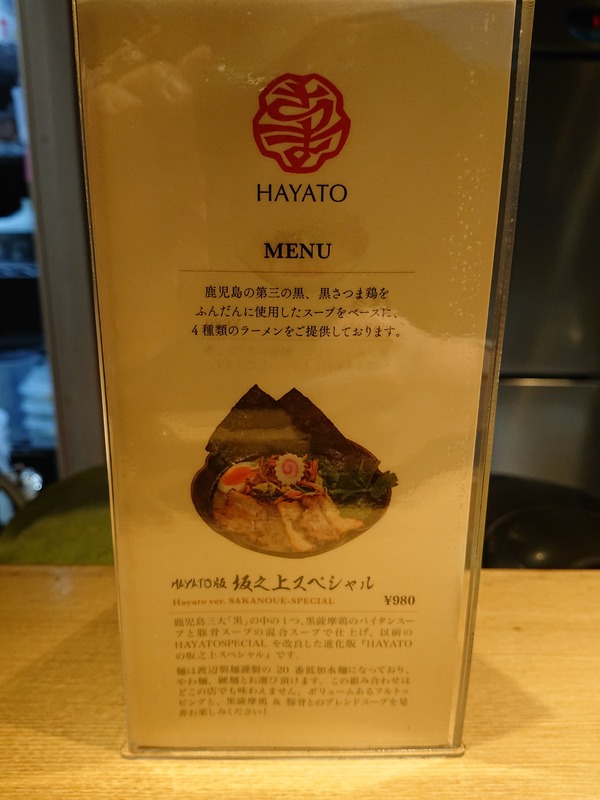 さつま
HAYATO
MENU
鹿児島の第三の黒、黒さつま鶏を
ふんだんに使用したスープをベースに、
4種類のラーメンをご提供しております。
HAYATO版 坂之上スペシャル
Hayato ver. SAKANOUE-SPECIAL ¥980
鹿児島三大「黒」の中の1つ、黒薩摩鶏のパイタンスー
プと豚骨スープの混合スープで仕上げ、以前の
HAYATOSPECIAL を改良した進化版『HAYATO
の坂之上スペシャル』です。
麺は渡辺製麺謹製の 20 番低加水麺になっており、
やわ麺、硬麺とお選び頂けます。この組み合わせは
どこの店でも味わえません。ボリュームあるフルトッ
ピングと、黒薩摩鶏 & 豚骨とのブレンドスープを是
非お楽しみください!